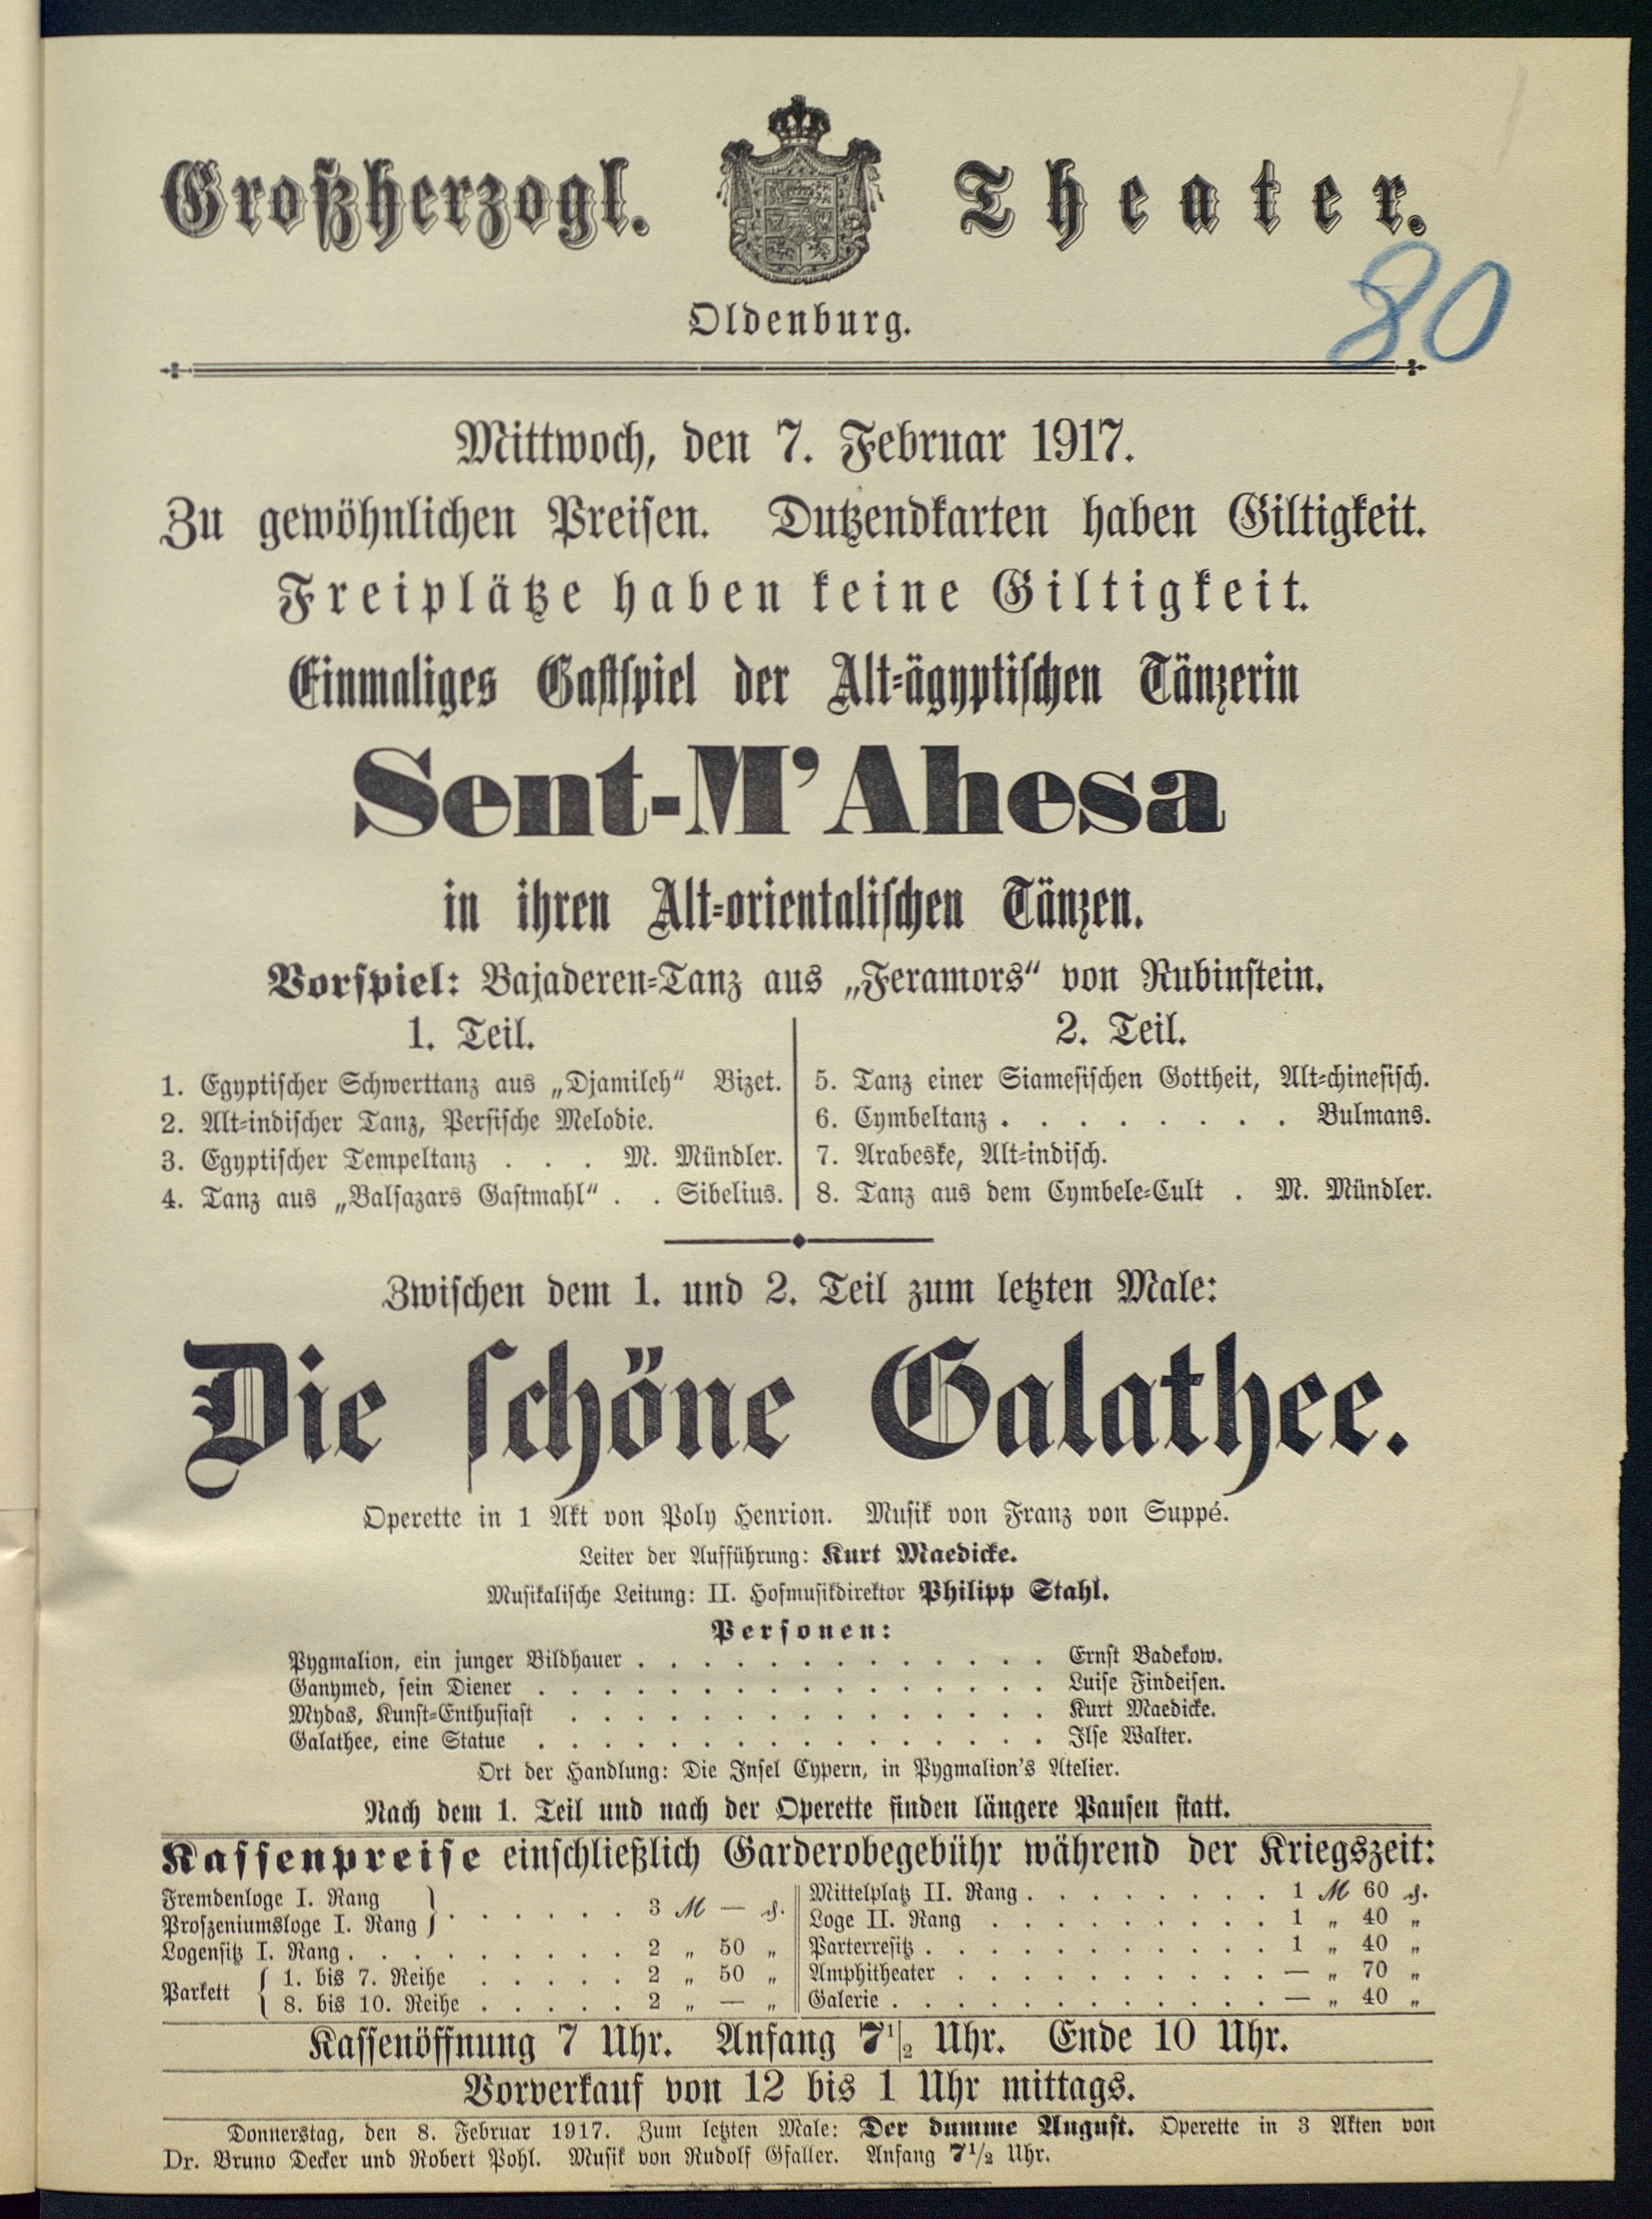 Großherzogl. Theater.
Oldenburg.
80
Mittwoch, den 7. Februar 1917.
Zu gewöhnlichen Preisen. Dutzendkarten haben Giltigkeit.
Freiplätze haben keine Giltigkeit.
Einmaliges Gastspiel der Alt-ägyptischen Tänzerin
Sent-M'Ahesa
in ihren Alt-orientalischen Tänzen.
Vorspiel: Bajaderen-Tanz aus „Feramors“ von Rubinstein.
1. Teil.
1. Egyptischer Schwerttanz aus „Djamileh“ Bizet.
2. Alt-indischer Tanz, Persische Melodie.
3. Egyptischer Tempeltanz . . . M. Mündler.
4. Tanz aus „Balsazars Gastmahl“ . . Sibelius.
2. Teil.
5. Tanz einer Siamesischen Gottheit, Alt-chinesisch.
6. Cymbeltanz . . . . . . . . . Bulmans.
7. Arabeske, Alt-indisch.
8. Tanz aus dem Cymbele-Cult . M. Mündler.
Zwischen dem 1. und 2. Teil zum letzten Male:
Die schöne Galathee.
Operette in 1 Akt von Poly Henrion. Musik von Franz von Suppé.
Leiter der Aufführung: Kurt Maedicke.
Musikalische Leitung: II. Hofmusikdirektor Philipp Stahl.
Personen:
Pygmalion, ein junger Bildhauer . . . . . . . . . . . . . Ernst Badekow.
Ganymed, sein Diener . . . . . . . . . . . . . . . . Luise Findeisen.
Mydas, Kunst-Enthusiast . . . . . . . . . . . . . . . Kurt Maedicke.
Galathee, eine Statue . . . . . . . . . . . . . . . . Ilse Walter.
Ort der Handlung: Die Insel Cypern, in Pygmalion's Atelier.
Nach dem 1. Teil und nach der Operette finden längere Pausen statt.
Kassenpreise einschließlich Garderobegebühr während der Kriegszeit:
Fremdenloge I. Rang
Proszeniumsloge I. Rang } . . . . . . 3 ℳ — ₰.
Logensitz I. Rang . . . . . . . . . 2 „ 50 „
Parkett { 1. bis 7. Reihe . . . . . 2 „ 50 „
8. bis 10. Reihe . . . . . 2 „ — „
Mittelplatz II. Rang . . . . . . . . 1 ℳ 60 ₰.
Loge II. Rang . . . . . . . . . 1 „ 40 „
Parterresitz . . . . . . . . . . . 1 „ 40 „
Amphitheater . . . . . . . . . . — „ 70 „
Galerie . . . . . . . . . . . . — „ 40 „
Kassenöffnung 7 Uhr. Anfang 7 1/2 Uhr. Ende 10 Uhr.
Vorverkauf von 12 bis 1 Uhr mittags.
Donnerstag, den 8. Februar 1917. Zum letzten Male: Der dumme August. Operette in 3 Akten von
Dr. Bruno Decker und Robert Pohl. Musik von Rudolf Gfaller. Anfang 7 1/2 Uhr.